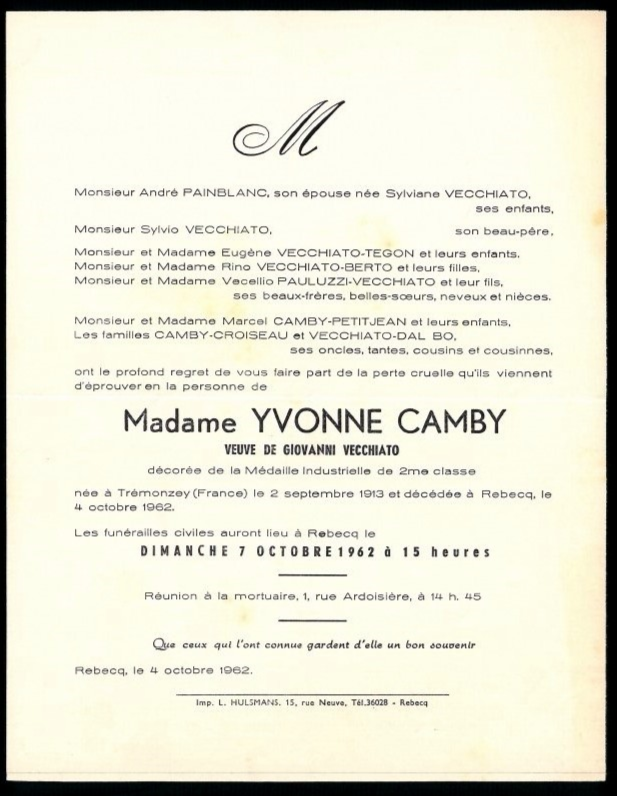 M
Monsieur André PAINBLANC, son épouse née Sylviane VECCHIATO,
ses enfants,
Monsieur Sylvio VECCHIATO, son beau-père,
Monsieur et Madame Eugène VECCHIATO-TEGON et leurs enfants.
Monsieur et Madame Rino VECCHIATO-BERTO et leurs filles,
Monsieur et Madame Vecellio PAULUZZI-VECCHIATO et leur fils,
ses beaux-frères, belles-sœurs, neveux et nièces.
Monsieur et Madame Marcel CAMBY-PETITJEAN et leurs enfants,
Les familles CAMBY-CROISEAU et VECCHIATO-DAL BO,
ses oncles, tantes, cousins et cousinnes,
ont le profond regret de vous faire part de la perte cruelle qu'ils viennent
d'éprouver en la personne de
Madame YVONNE CAMBY
VEUVE DE GIOVANNI VECCHIATO
décorée de la Médaille Industrielle de 2me classe
née à Trémonzey (France) le 2 septembre 1913 et décédée à Rebecq, le
4 octobre 1962.
Les funérailles civiles auront lieu à Rebecq le
DIMANCHE 7 OCTOBRE 1962 à 15 heures
Réunion à la mortuaire, 1, rue Ardoisière, à 14 h. 45
Que ceux qui l'ont connue gardent d'elle un bon souvenir
Rebecq, le 4 octobre 1962.
Imp. L. HULSMANS. 15, rue Neuve, Tél.36028 - Rebecq